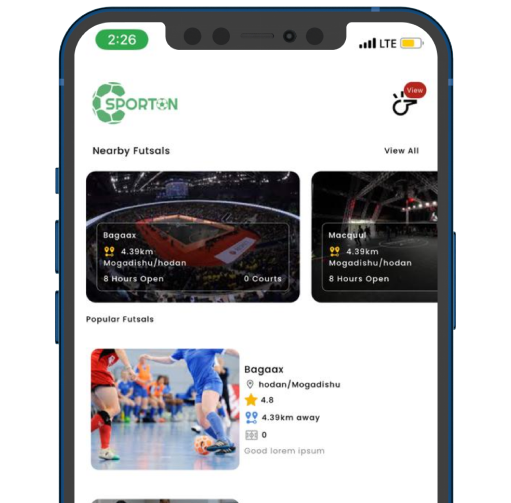 2:26
LTE
SPORTON
View
Nearby Futsals
View All
Bagaax
4.39km
Mogadishu/hodan
8 Hours Open
0 Courts
Macquul
4.39km
Mogadishu/hodan
8 Hours Open
Popular Futsals
Bagaax
hodan/Mogadishu
4.8
4.39km away
0
Good lorem ipsum